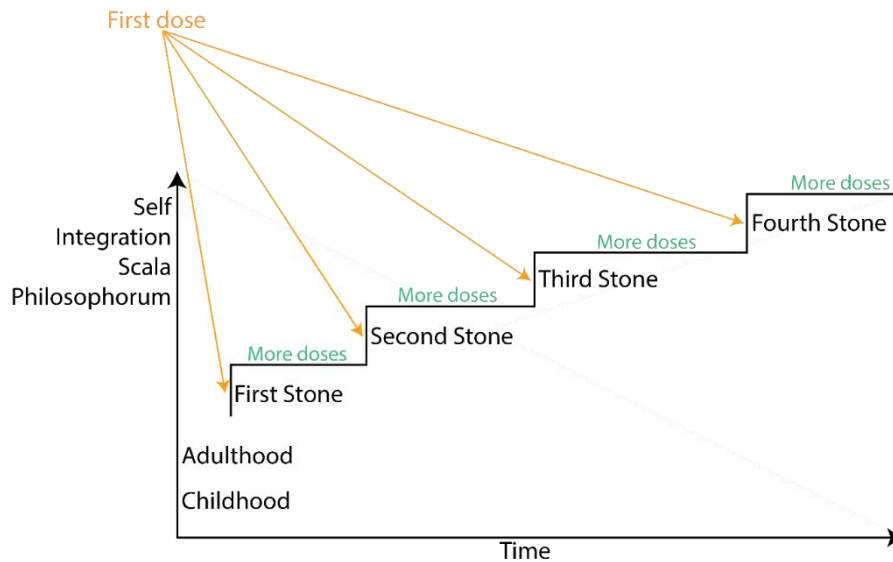 First dose
More doses
Self
Integration
Scala
Philosophorum
Fourth Stone
More doses
Third Stone
More doses
Second Stone
More doses
First Stone
Adulthood
Childhood
Time